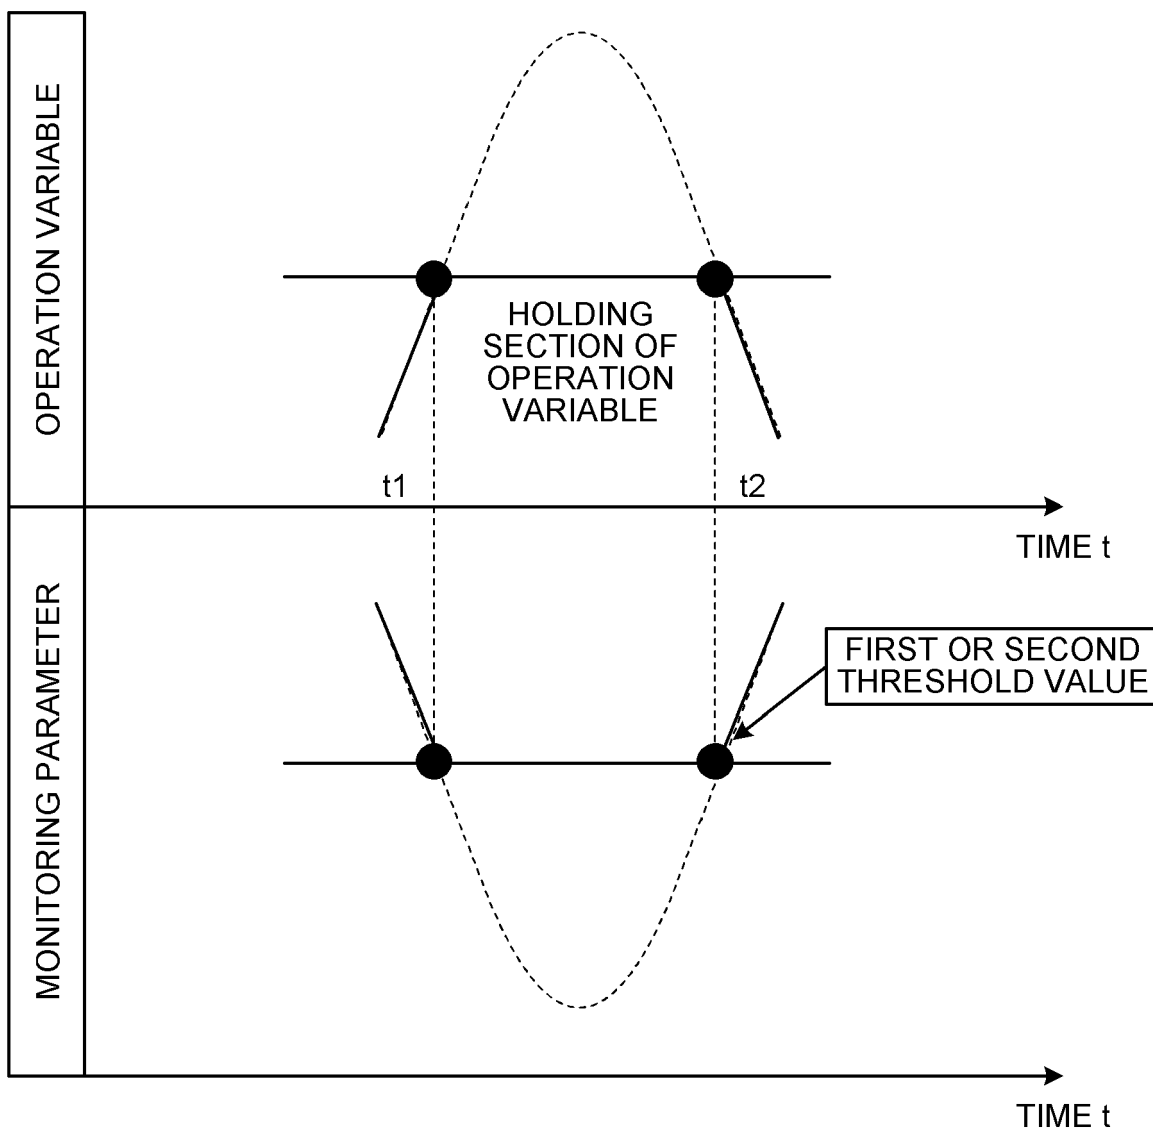 OPERATION VARIABLE
HOLDING
SECTION OF
OPERATION
VARIABLE
t1
t2
TIME t
MONITORING PARAMETER
FIRST OR SECOND
THRESHOLD VALUE
TIME t